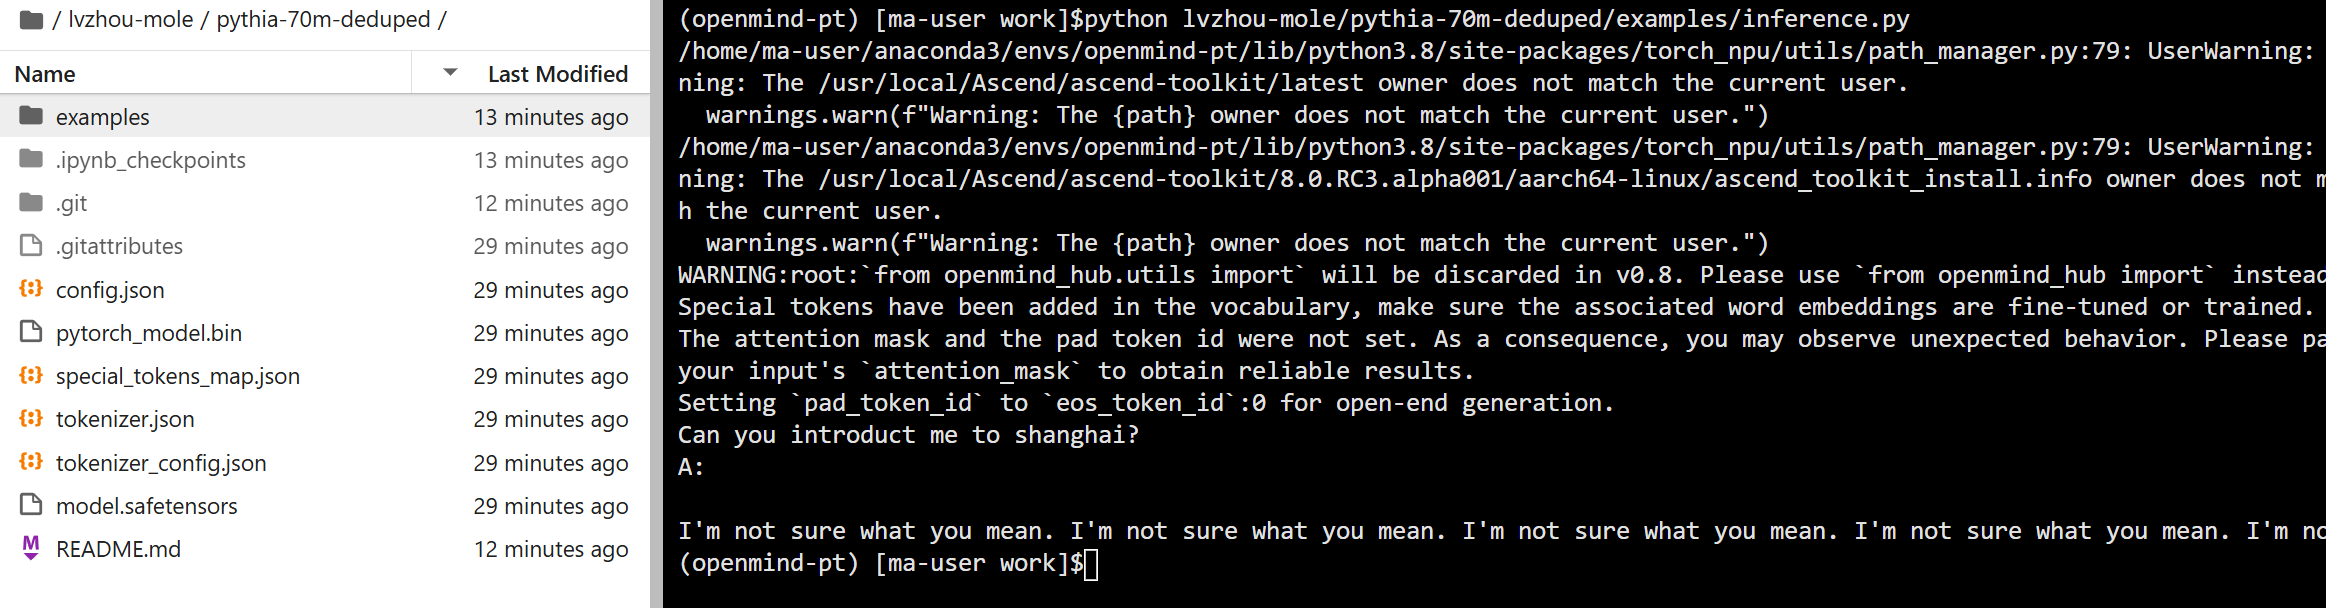 / lvzhou-mole / pythia-70m-deduped /
Name Last Modified
examples 13 minutes ago
.ipynb_checkpoints 13 minutes ago
.git 12 minutes ago
.gitattributes 29 minutes ago
config.json 29 minutes ago
pytorch_model.bin 29 minutes ago
special_tokens_map.json 29 minutes ago
tokenizer.json 29 minutes ago
tokenizer_config.json 29 minutes ago
model.safetensors 29 minutes ago
README.md 12 minutes ago
(openmind-pt) [ma-user work]$python lvzhou-mole/pythia-70m-deduped/examples/inference.py
/home/ma-user/anaconda3/envs/openmind-pt/lib/python3.8/site-packages/torch_npu/utils/path_manager.py:79: UserWarning:
ning: The /usr/local/Ascend/ascend-toolkit/latest owner does not match the current user.
  warnings.warn(f"Warning: The {path} owner does not match the current user.")
/home/ma-user/anaconda3/envs/openmind-pt/lib/python3.8/site-packages/torch_npu/utils/path_manager.py:79: UserWarning:
ning: The /usr/local/Ascend/ascend-toolkit/8.0.RC3.alpha001/aarch64-linux/ascend_toolkit_install.info owner does not m
h the current user.
  warnings.warn(f"Warning: The {path} owner does not match the current user.")
WARNING:root:`from openmind_hub.utils import` will be discarded in v0.8. Please use `from openmind_hub import` instead
Special tokens have been added in the vocabulary, make sure the associated word embeddings are fine-tuned or trained.
The attention mask and the pad token id were not set. As a consequence, you may observe unexpected behavior. Please pa
your input's `attention_mask` to obtain reliable results.
Setting `pad_token_id` to `eos_token_id`:0 for open-end generation.
Can you introduct me to shanghai?
A:
I'm not sure what you mean. I'm not sure what you mean. I'm not sure what you mean. I'm not sure what you mean. I'm no
(openmind-pt) [ma-user work]$